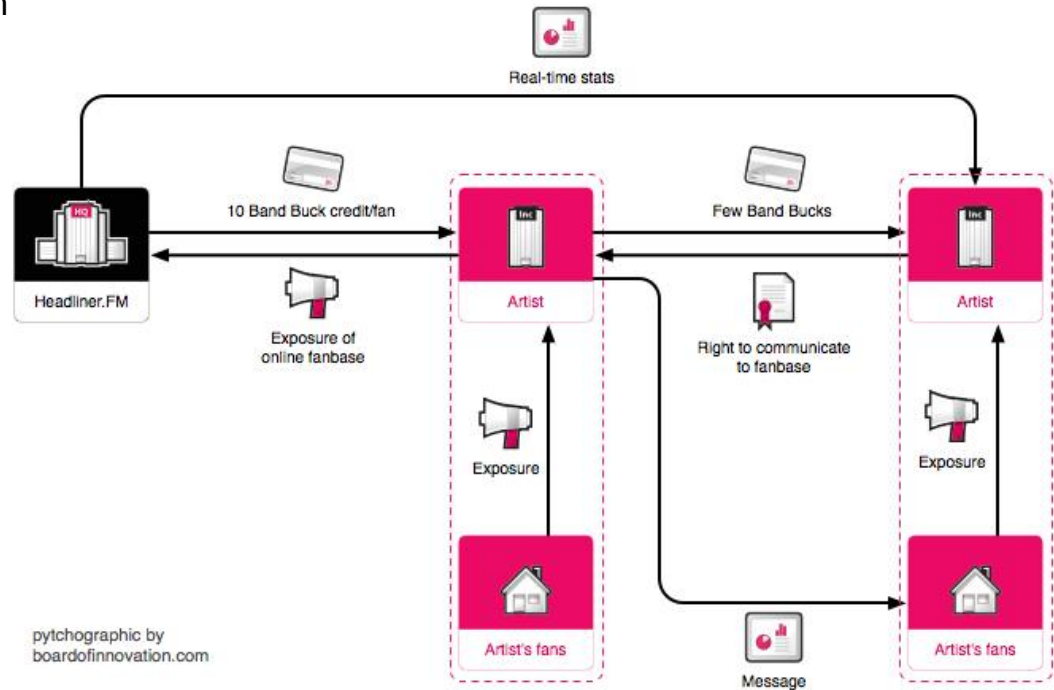 Real-time stats
10 Band Buck credit/fan
Few Band Bucks
HQ
Inc
Inc
Headliner.FM
Artist
Artist
Exposure of
online fanbase
Right to communicate
to fanbase
Exposure
Exposure
Artist's fans
Artist's fans
Message
pytchographic by
boardofinnovation.com